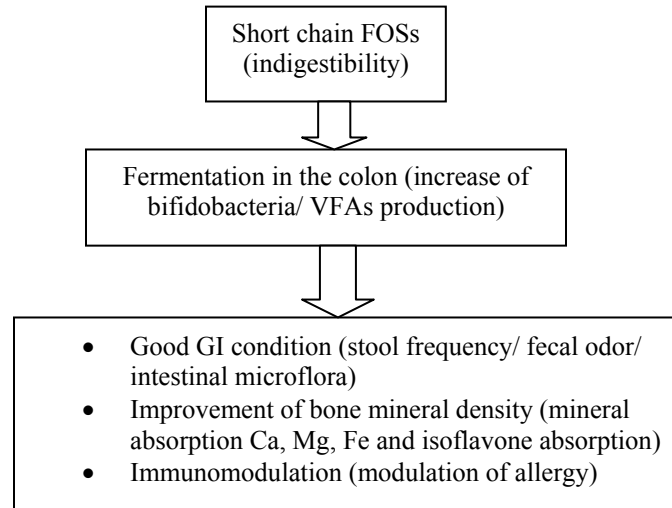 Short chain FOSs
(indigestibility)
Fermentation in the colon (increase of
bifidobacteria/ VFAs production)
• Good GI condition (stool frequency/ fecal odor/
intestinal microflora)
• Improvement of bone mineral density (mineral
absorption Ca, Mg, Fe and isoflavone absorption)
• Immunomodulation (modulation of allergy)